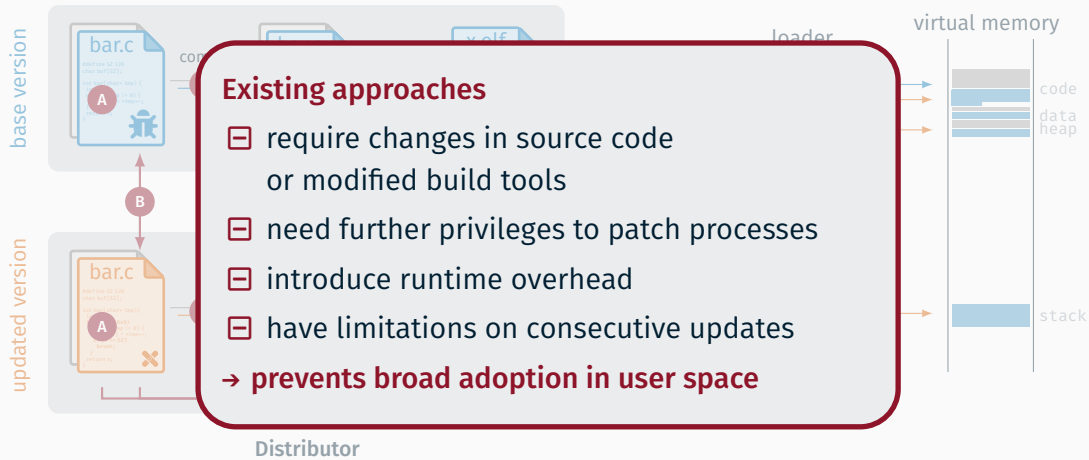 virtual memory
loader
base version
bar.c
A
code
data
heap
Existing approaches
require changes in source code
or modified build tools
need further privileges to patch processes
introduce runtime overhead
have limitations on consecutive updates
→ prevents broad adoption in user space
B
updated version
bar.c
A
stack
Distributor